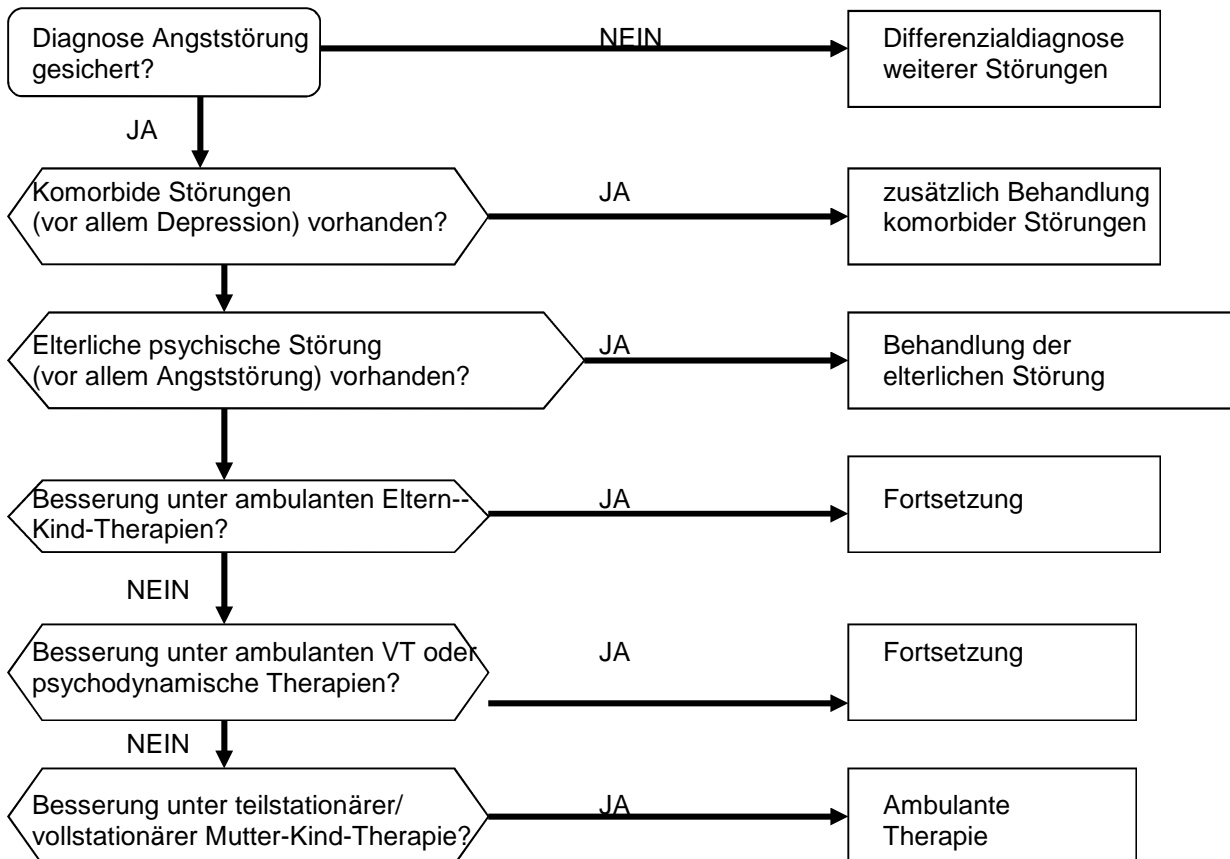 Diagnose Angststörung
gesichert?
NEIN
Differenzialdiagnose
weiterer Störungen
JA
Komorbide Störungen
(vor allem Depression) vorhanden?
JA
zusätzlich Behandlung
komorbider Störungen
Elterliche psychische Störung
(vor allem Angststörung) vorhanden?
JA
Behandlung der
elterlichen Störung
Besserung unter ambulanten Eltern--
Kind-Therapien?
JA
Fortsetzung
NEIN
Besserung unter ambulanten VT oder
psychodynamische Therapien?
JA
Fortsetzung
NEIN
Besserung unter teilstationärer/
vollstationärer Mutter-Kind-Therapie?
JA
Ambulante
Therapie